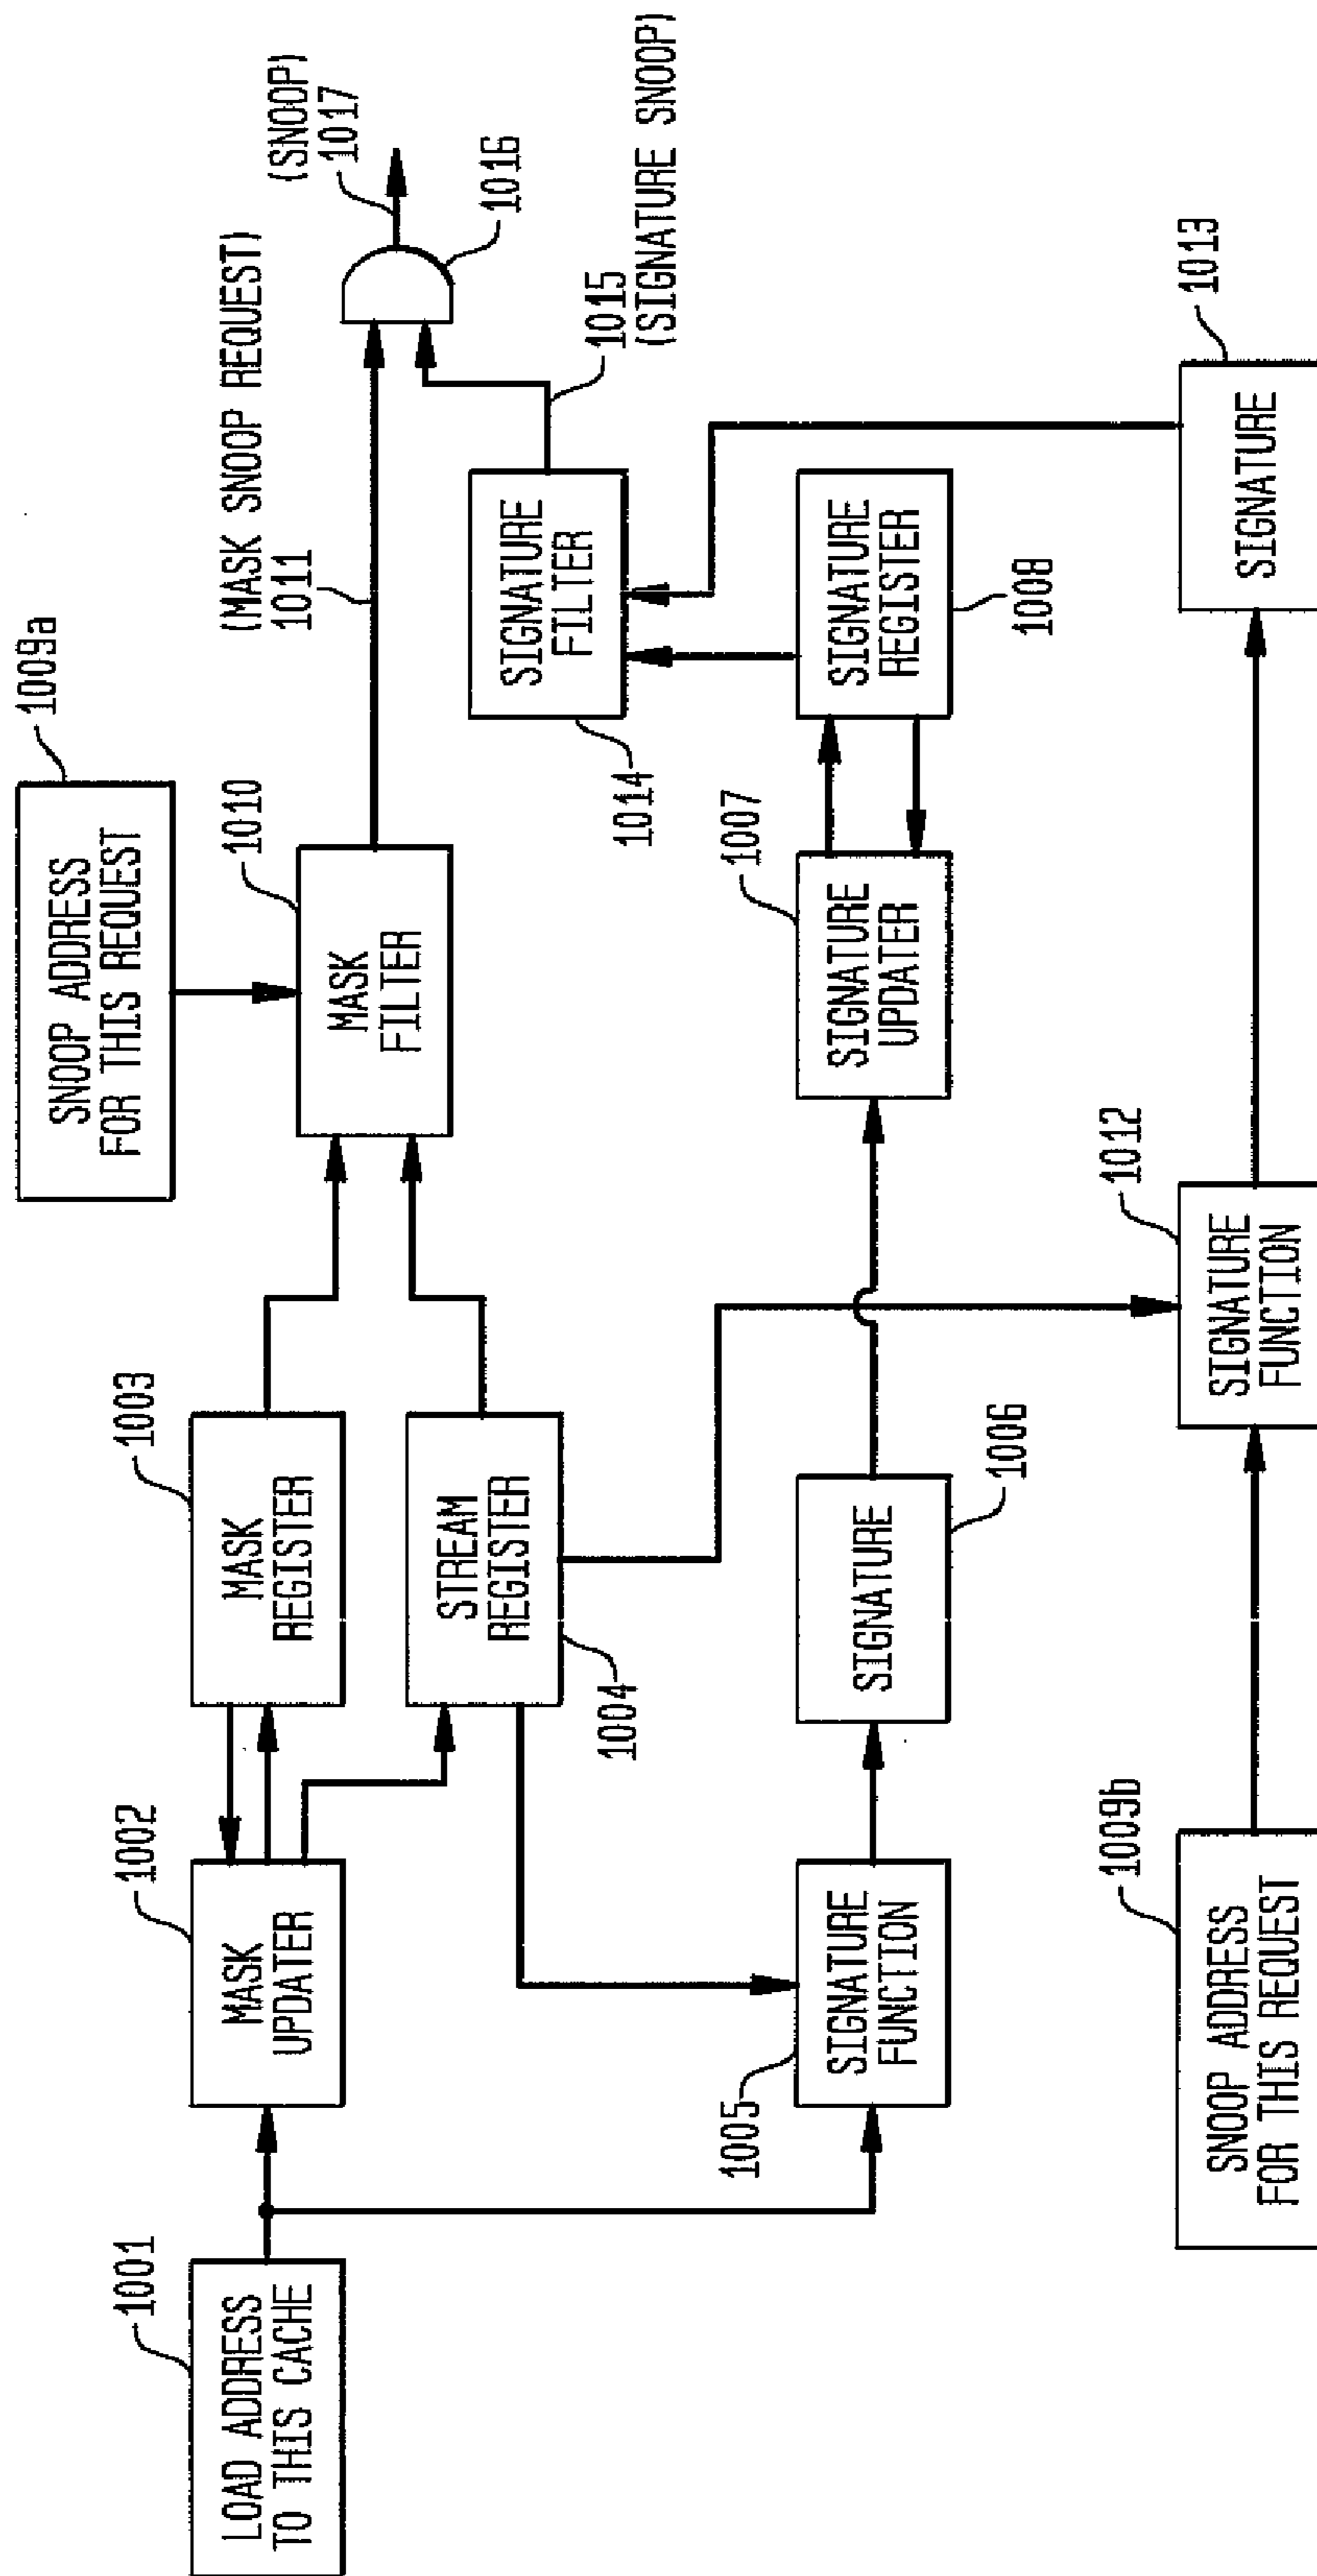 1001
LOAD ADDRESS
TO THIS CACHE
1002
MASK
UPDATER
1003
MASK
REGISTER
STREAM
REGISTER
1004
1005
SIGNATURE
FUNCTION
SIGNATURE
1006
1007
SIGNATURE
UPDATER
SIGNATURE
REGISTER
1008
1009a
SNOOP ADDRESS
FOR THIS REQUEST
1010
MASK
FILTER
(MASK SNOOP REQUEST)
1011
1009b
SNOOP ADDRESS
FOR THIS REQUEST
1012
SIGNATURE
FUNCTION
1013
SIGNATURE
SIGNATURE
FILTER
1014
1015
(SIGNATURE SNOOP)
1016
(SNOOP)
1017